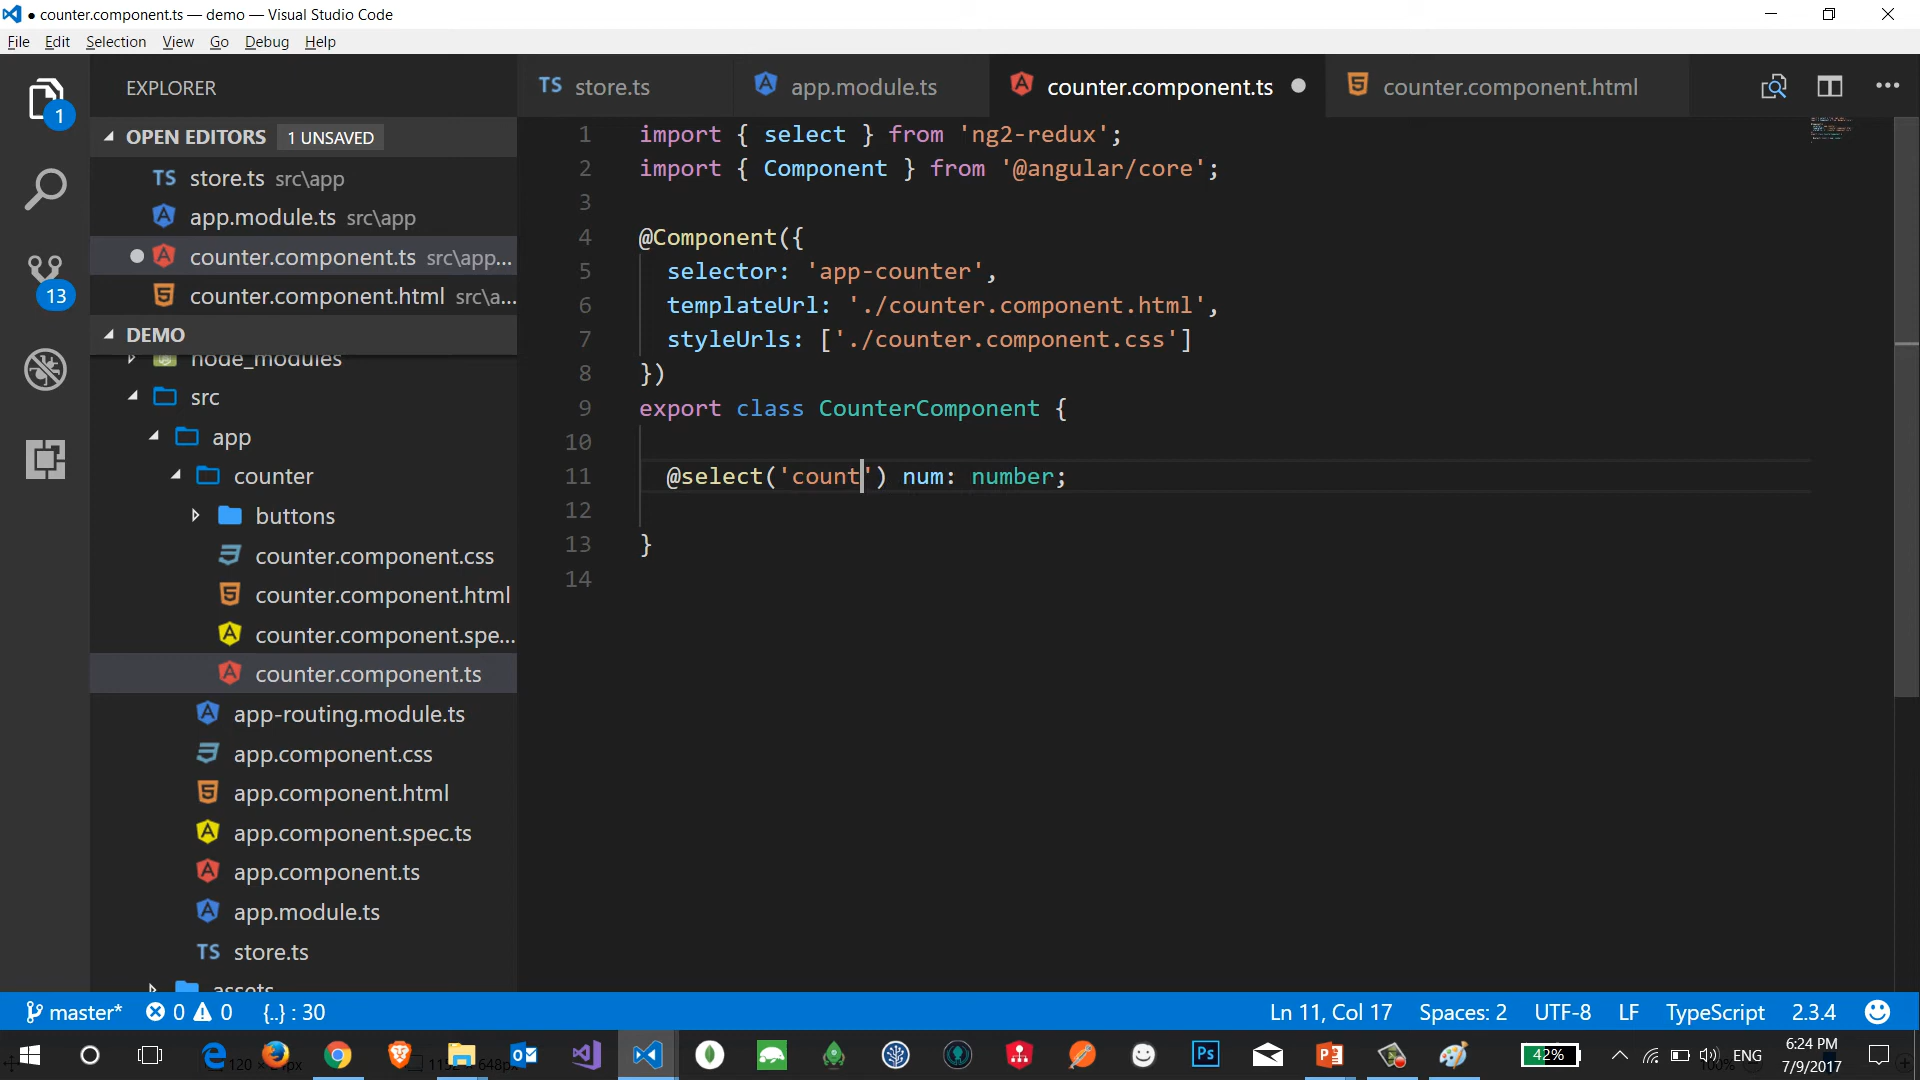 ● counter.component.ts — demo — Visual Studio Code
File Edit Selection View Go Debug Help
EXPLORER
OPEN EDITORS 1 UNSAVED
TS store.ts src\app
app.module.ts src\app
counter.component.ts src\app...
counter.component.html src\a...
DEMO
node_modules
src
app
counter
buttons
counter.component.css
counter.component.html
counter.component.spe...
counter.component.ts
app-routing.module.ts
app.component.css
app.component.html
app.component.spec.ts
app.component.ts
app.module.ts
TS store.ts
assets
1
13
TS store.ts app.module.ts counter.component.ts counter.component.html
1 import { select } from 'ng2-redux';
2 import { Component } from '@angular/core';
3
4 @Component({
5 selector: 'app-counter',
6 templateUrl: './counter.component.html',
7 styleUrls: ['./counter.component.css']
8 })
9 export class CounterComponent {
10
11 @select('count') num: number;
12
13 }
14
master* 0 0 {..} : 30 Ln 11, Col 17 Spaces: 2 UTF-8 LF TypeScript 2.3.4
42% ENG 6:24 PM
7/9/2017